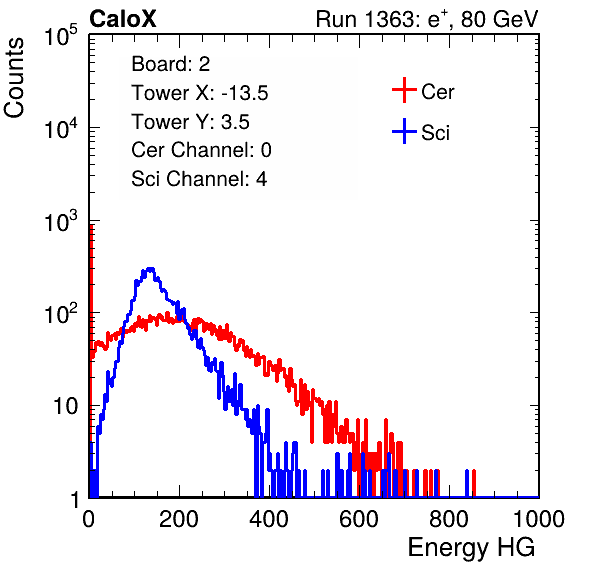 CaloX Run 1363: e⁺, 80 GeV
Counts
Board: 2
Tower X: -13.5
Tower Y: 3.5
Cer Channel: 0
Sci Channel: 4
Cer
Sci
10⁵
10⁴
10³
10²
10
1
0 200 400 600 800 1000
Energy HG